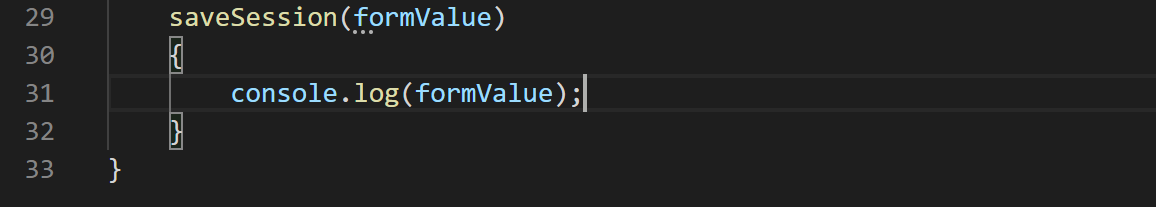 29 saveSession(formValue)
30 {
31 console.log(formValue);
32 }
33 }